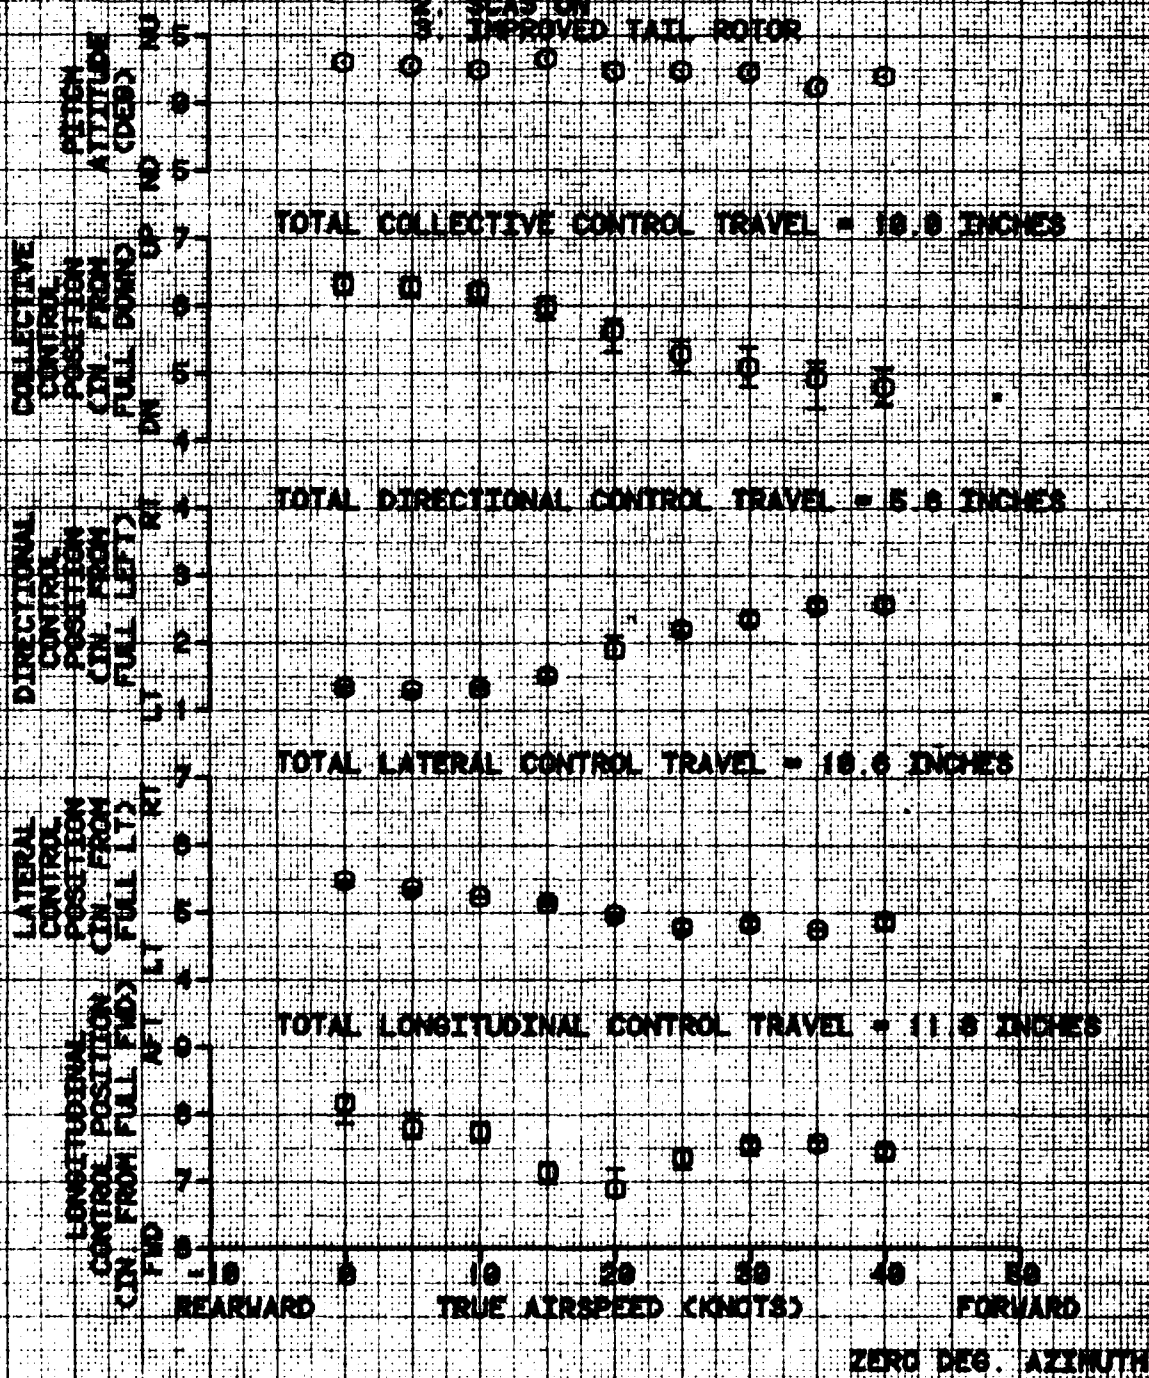 SCAS ON
IMPROVED TAIL ROTOR
PITCH
ATTITUDE
(DEG)
ND NU
5
0
5
TOTAL COLLECTIVE CONTROL TRAVEL = 10.0 INCHES
COLLECTIVE
CONTROL
POSITION
(IN. FROM
FULL DOWN)
DN UP
7
6
5
4
TOTAL DIRECTIONAL CONTROL TRAVEL = 5.6 INCHES
DIRECTIONAL
CONTROL
POSITION
(IN. FROM
FULL LEFT)
LT RT
4
3
2
1
TOTAL LATERAL CONTROL TRAVEL = 10.6 INCHES
LATERAL
CONTROL
POSITION
(IN. FROM
FULL LT)
LT RT
7
6
5
4
TOTAL LONGITUDINAL CONTROL TRAVEL = 11.8 INCHES
LONGITUDINAL
CONTROL POSITION
(IN. FROM FULL FWD)
FWD AFT
9
8
7
6
-10 0 10 20 30 40 50
REARWARD TRUE AIRSPEED (KNOTS) FORWARD
ZERO DEG. AZIMUTH